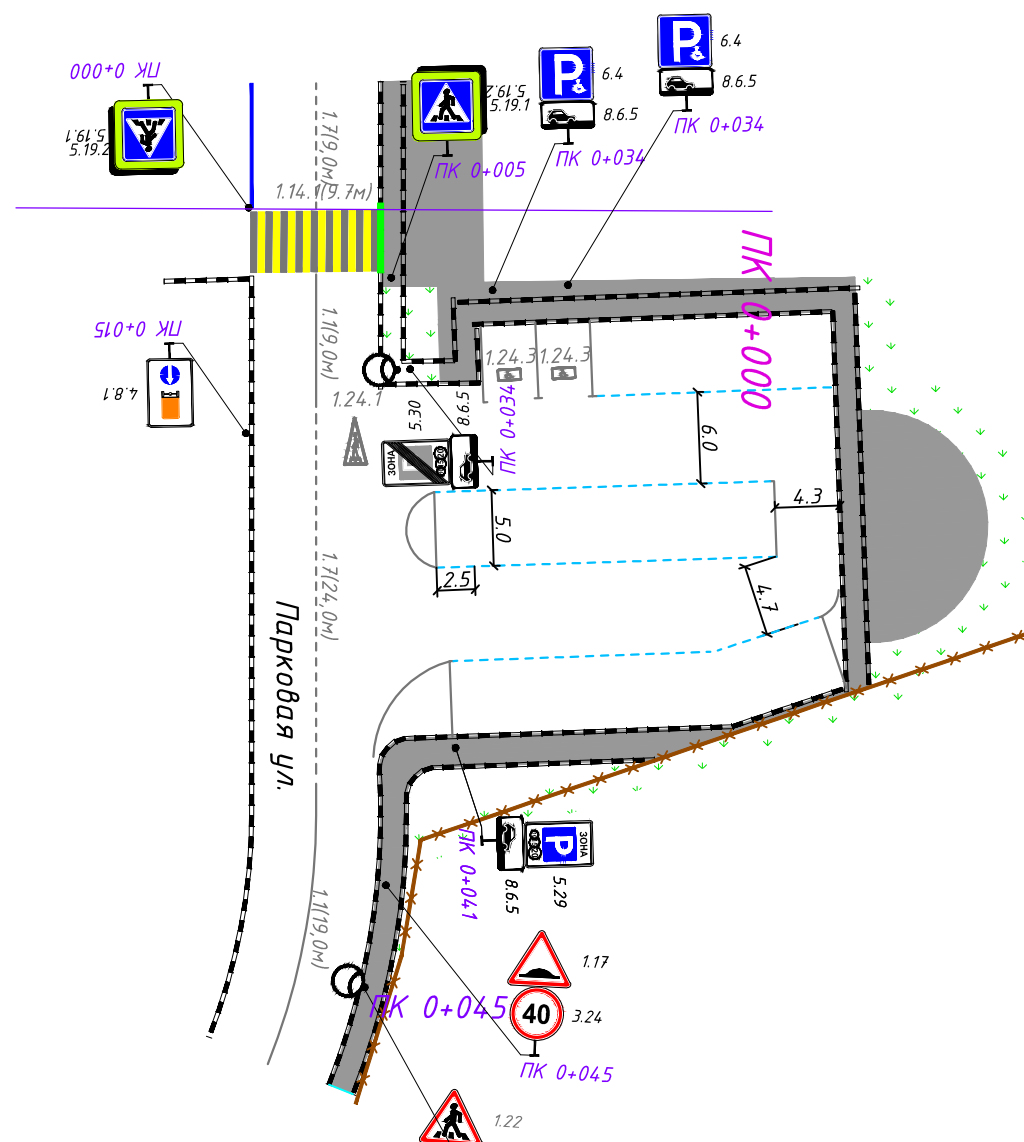 6.4
8.6.5
ПК 0+034
6.4
8.6.5
ПК 0+034
ПК 0+000
5.19.1
5.19.2
5.19.2
5.19.1
ПК 0+005
1.7(9,0м)
1.14.1(9.7м)
ПК 0+000
ПК 0+015
4.8.1
1.1(9,0м)
1.24.3
1.24.3
1.24.1
5.30
8.6.5
ПК 0+034
ЗОНА
6.0
4.3
5.0
2.5
4.7
1.7(24,0м)
Парковая ул.
ПК 0+041
ЗОНА
8.6.5
5.29
1.1(19,0м)
1.17
ПК 0+045
40
3.24
ПК 0+045
1.22